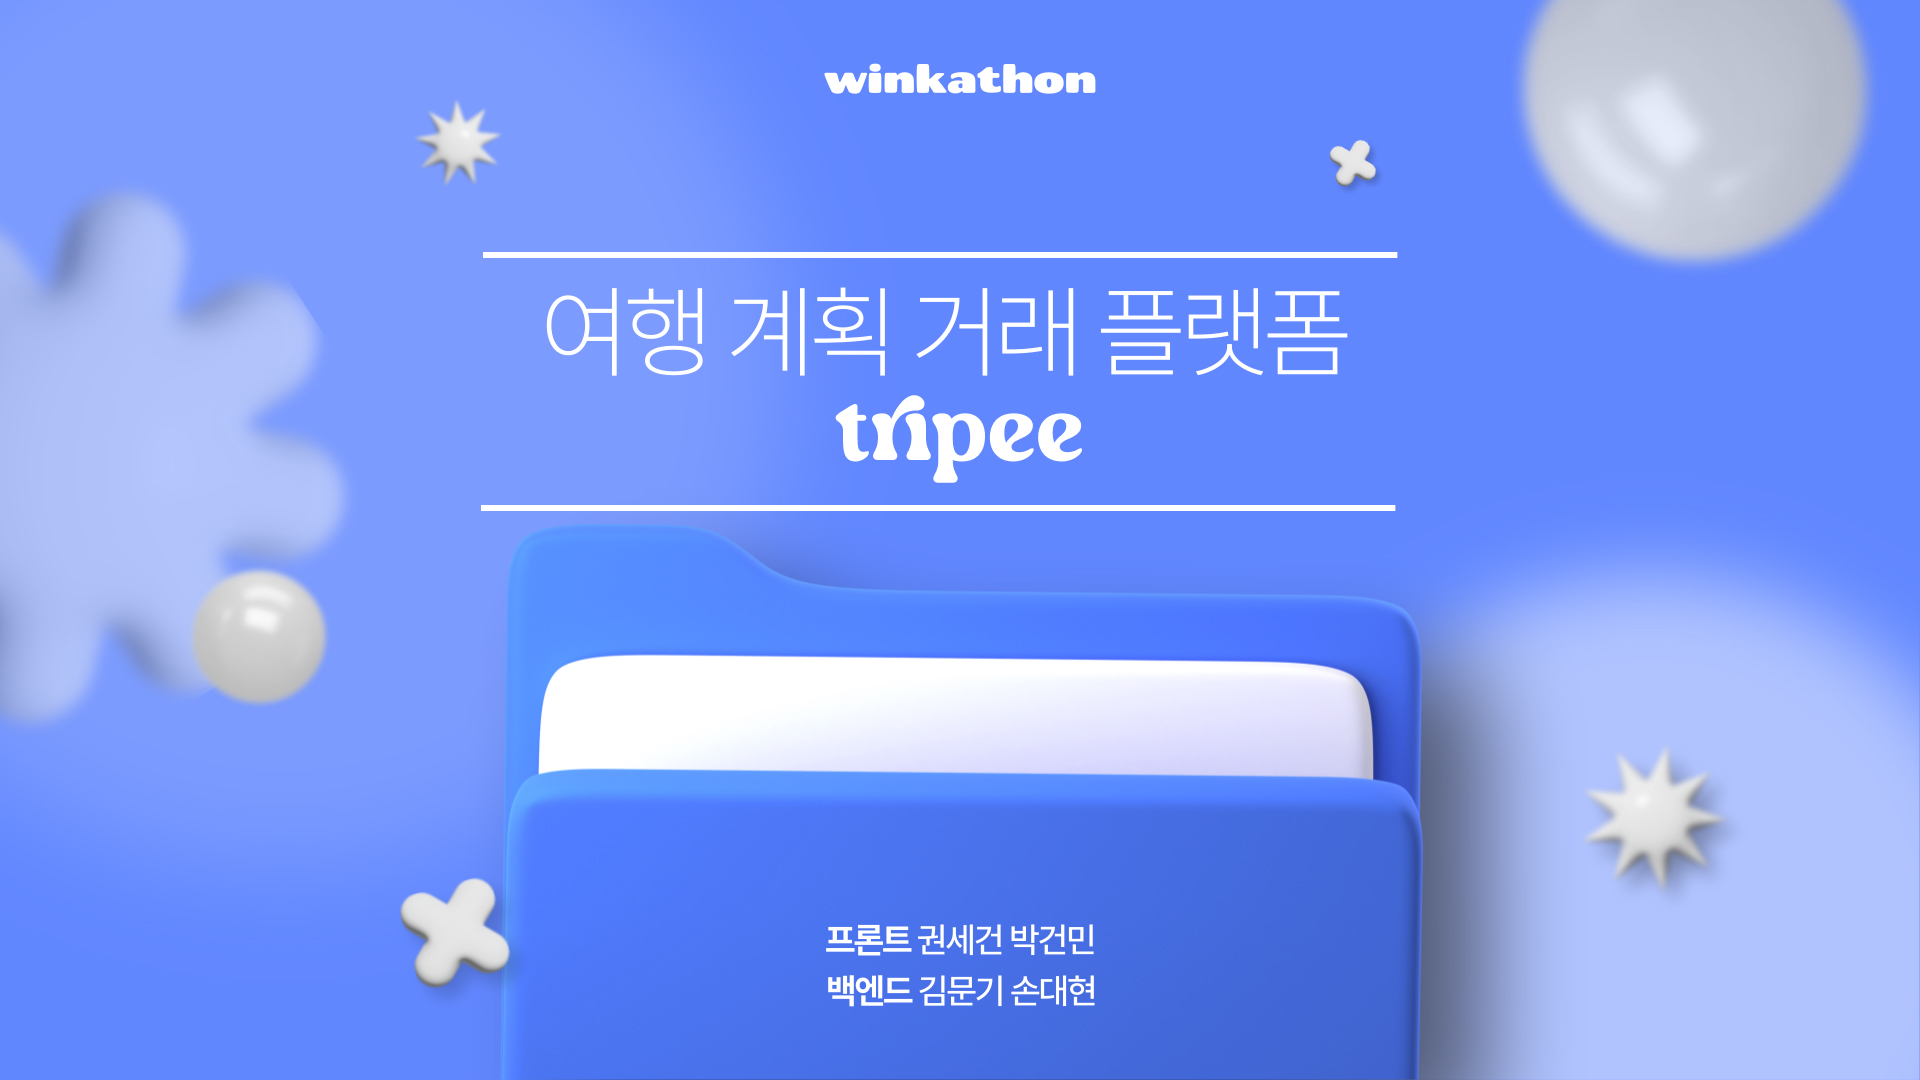 winkathon
여행 계획 거래 플랫폼
tripee
프론트 권세건 박건민
백엔드 김문기 손대현